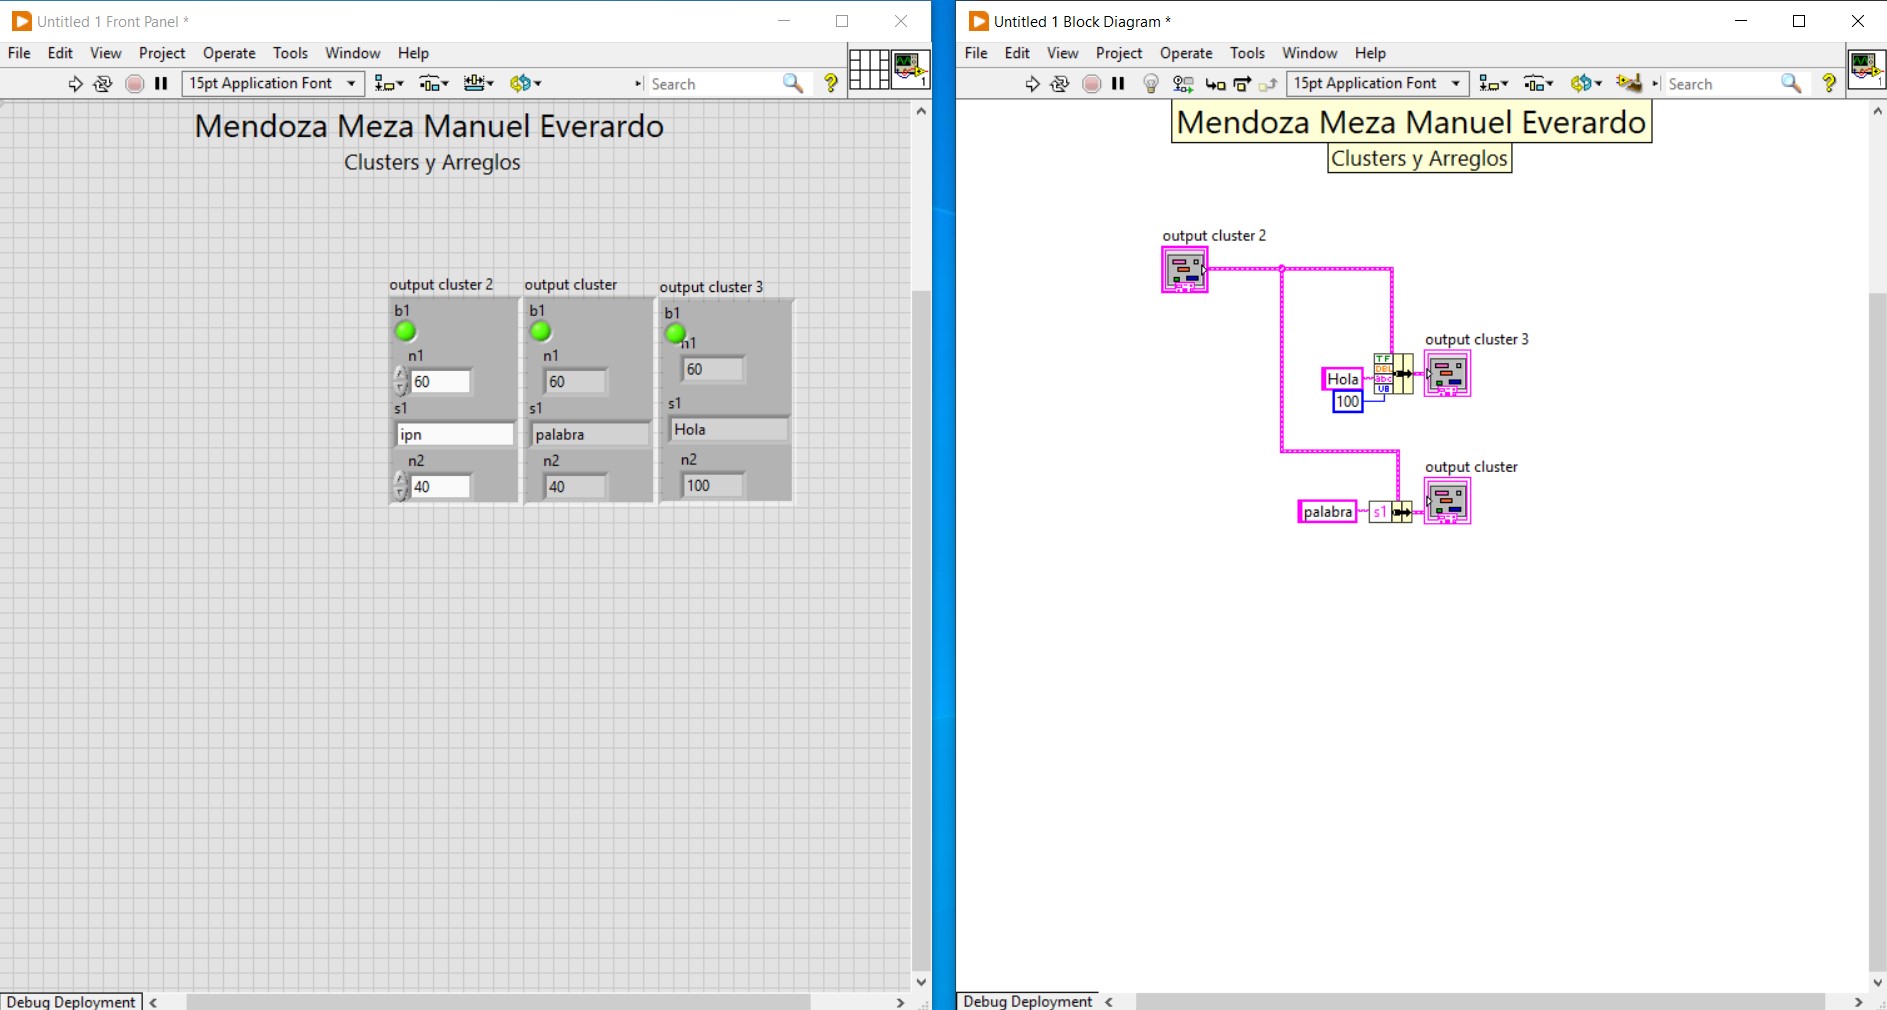 Untitled 1 Front Panel *
File Edit View Project Operate Tools Window Help
15pt Application Font
Search
?
1
Mendoza Meza Manuel Everardo
Clusters y Arreglos
output cluster 2
b1
n1
60
s1
ipn
n2
40
output cluster
b1
n1
60
s1
palabra
n2
40
output cluster 3
b1
n1
60
s1
Hola
n2
100
Debug Deployment
Untitled 1 Block Diagram *
File Edit View Project Operate Tools Window Help
15pt Application Font
Search
?
1
Mendoza Meza Manuel Everardo
Clusters y Arreglos
output cluster 2
output cluster 3
TF
DBL
Hola
abc
100
output cluster
palabra
s1
Debug Deployment